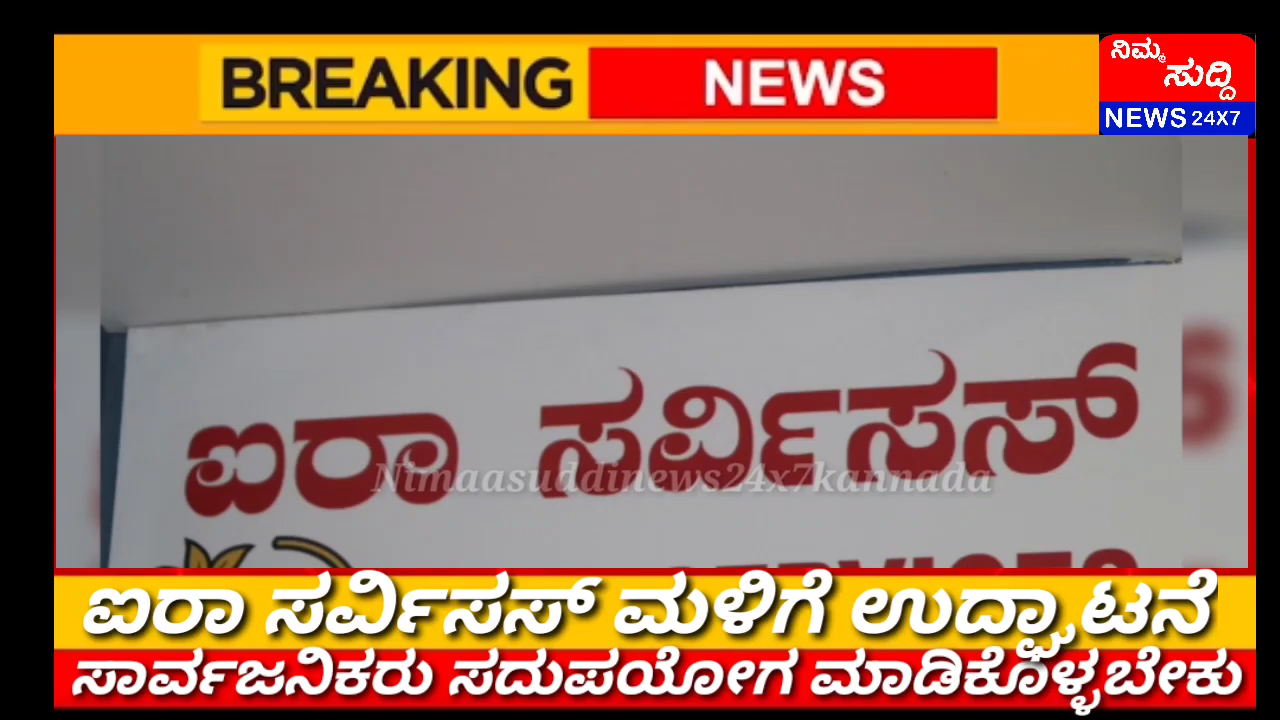 BREAKING NEWS
ನಿಮ್ಮ
ಸುದ್ದಿ
NEWS 24X7
ಐರಾ ಸರ್ವಿಸಸ್
Nimaasuddinews24x7kannada
ಐರಾ ಸರ್ವಿಸಸ್ ಮಳಿಗೆ ಉದ್ಘಾಟನೆ
ಸಾರ್ವಜನಿಕರು ಸದುಪಯೋಗ ಮಾಡಿಕೊಳ್ಳಬೇಕು